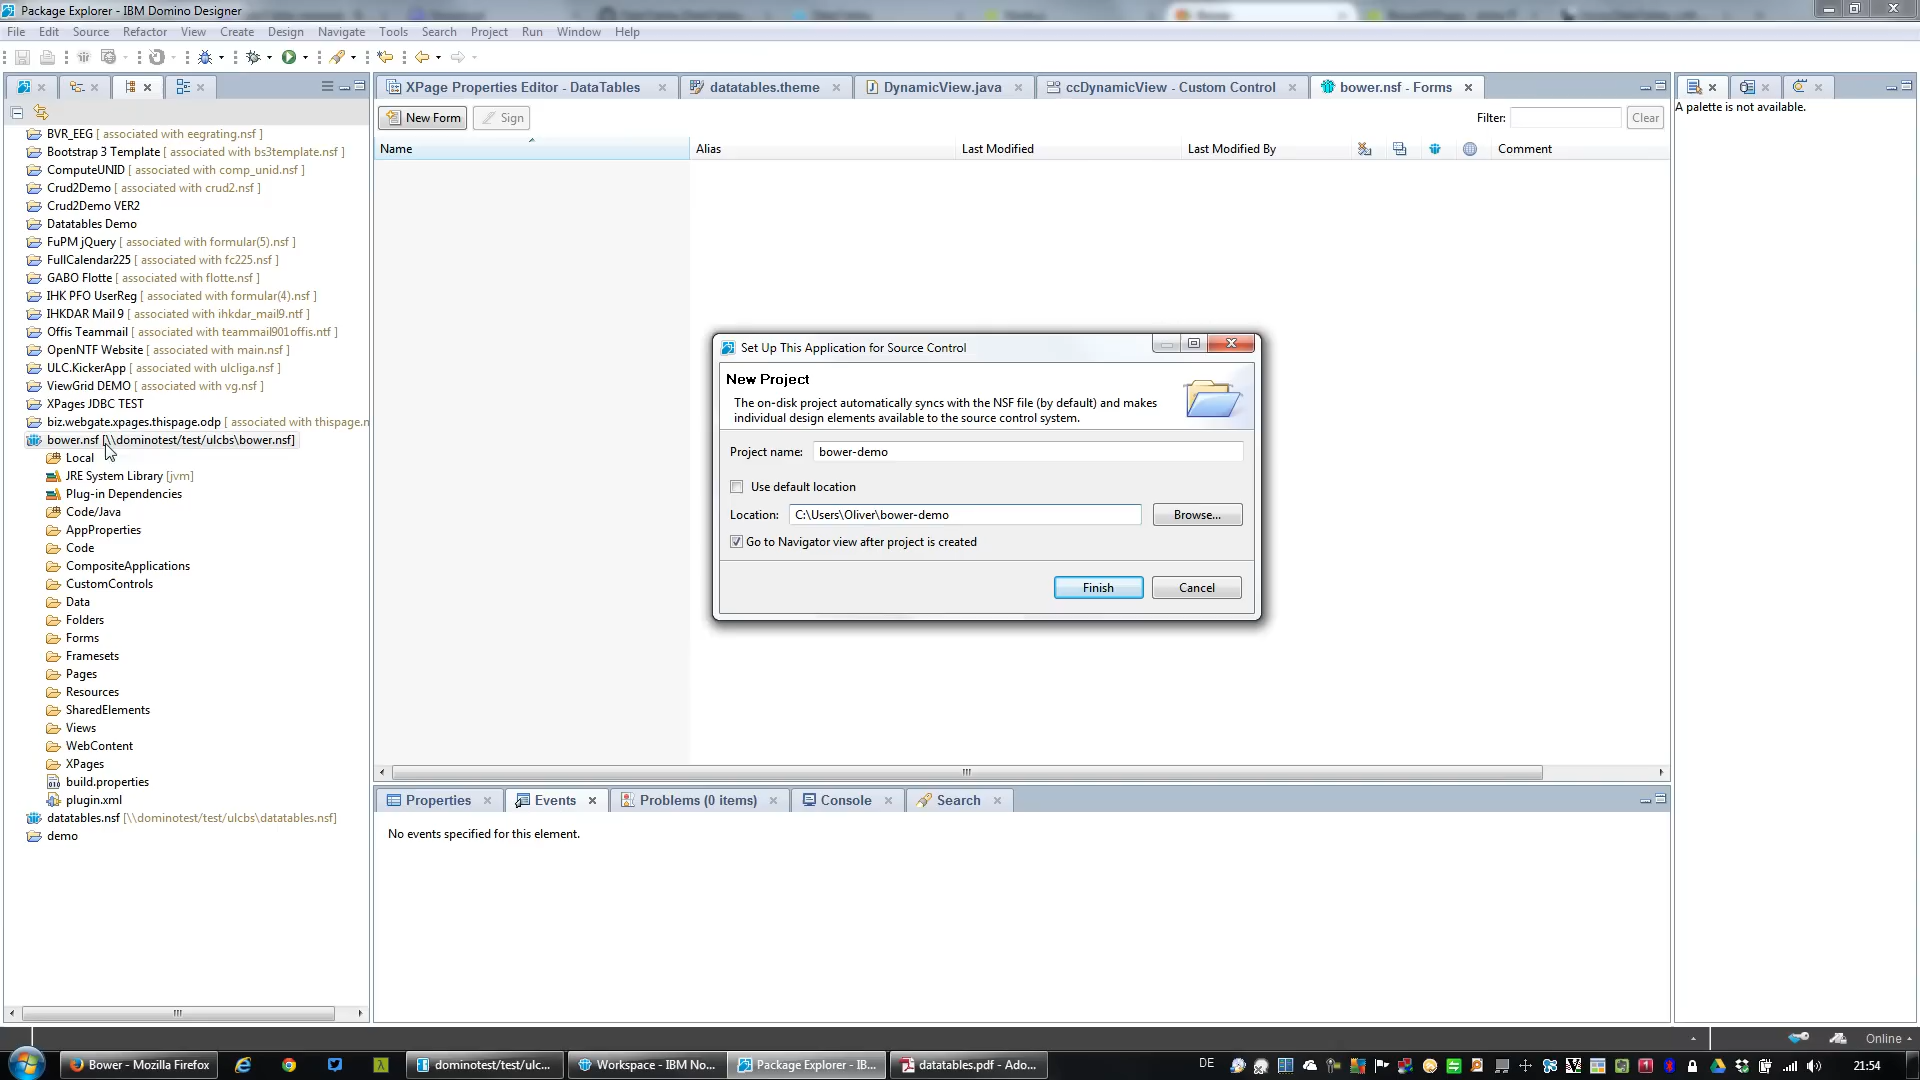 Package Explorer - IBM Domino Designer
File Edit Source Refactor View Create Design Navigate Tools Search Project Run Window Help
XPage Properties Editor - DataTables
datatables.theme
DynamicView.java
ccDynamicView - Custom Control
bower.nsf - Forms
New Form
Sign
Filter:
Clear
Name
Alias
Last Modified
Last Modified By
Comment
A palette is not available.
BVR_EEG [ associated with eegrating.nsf ]
Bootstrap 3 Template [ associated with bs3template.nsf ]
ComputeUNID [ associated with comp_unid.nsf ]
Crud2Demo [ associated with crud2.nsf ]
Crud2Demo VER2
Datatables Demo
FuPM jQuery [ associated with formular(5).nsf ]
FullCalendar225 [ associated with fc225.nsf ]
GABO Flotte [ associated with flotte.nsf ]
IHK PFO UserReg [ associated with formular(4).nsf ]
IHKDAR Mail 9 [ associated with ihkdar_mail9.ntf ]
Offis Teammail [ associated with teammail901offis.ntf ]
OpenNTF Website [ associated with main.nsf ]
ULC.KickerApp [ associated with ulcliga.nsf ]
ViewGrid DEMO [ associated with vg.nsf ]
XPages JDBC TEST
biz.webgate.xpages.thispage.odp [ associated with thispage.n
bower.nsf [\\dominotest/test/ulcbs\bower.nsf]
Local
JRE System Library [jvm]
Plug-in Dependencies
Code/Java
AppProperties
Code
CompositeApplications
CustomControls
Data
Folders
Forms
Framesets
Pages
Resources
SharedElements
Views
WebContent
XPages
build.properties
plugin.xml
datatables.nsf [\\dominotest/test/ulcbs\datatables.nsf]
demo
Set Up This Application for Source Control
New Project
The on-disk project automatically syncs with the NSF file (by default) and makes
individual design elements available to the source control system.
Project name: bower-demo
Use default location
Location: C:\Users\Oliver\bower-demo
Browse...
Go to Navigator view after project is created
Finish
Cancel
Properties
Events
Problems (0 items)
Console
Search
No events specified for this element.
Online
Bower - Mozilla Firefox
dominotest/test/ulc...
Workspace - IBM No...
Package Explorer - IB...
datatables.pdf - Ado...
DE
21:54